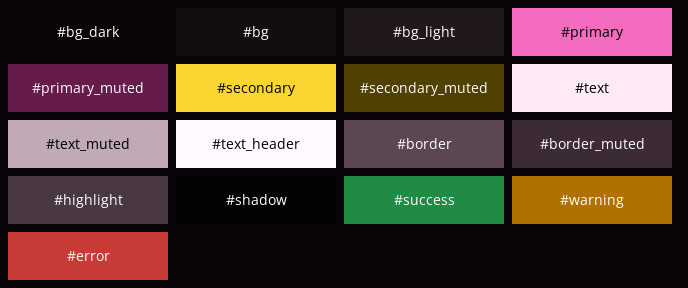 #bg_dark
#bg
#bg_light
#primary
#primary_muted
#secondary
#secondary_muted
#text
#text_muted
#text_header
#border
#border_muted
#highlight
#shadow
#success
#warning
#error